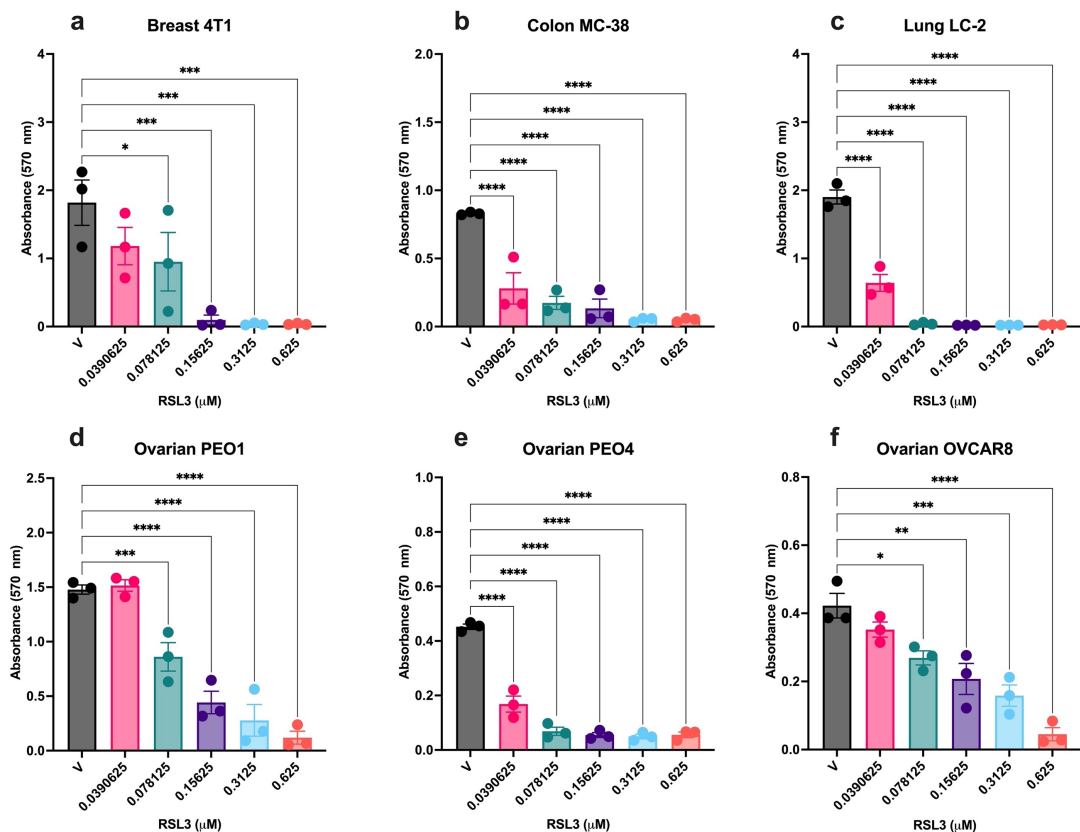 a
Breast 4T1
Absorbance (570 nm)
4
3
2
1
0
***
***
***
*
V
0.0390625
0.078125
0.15625
0.3125
0.625
RSL3 (μM)
b
Colon MC-38
Absorbance (570 nm)
2.0
1.5
1.0
0.5
0.0
****
****
****
****
****
V
0.0390625
0.078125
0.15625
0.3125
0.625
RSL3 (μM)
c
Lung LC-2
Absorbance (570 nm)
4
3
2
1
0
****
****
****
****
****
V
0.0390625
0.078125
0.15625
0.3125
0.625
RSL3 (μM)
d
Ovarian PEO1
Absorbance (570 nm)
2.5
2.0
1.5
1.0
0.5
0.0
****
****
****
***
V
0.0390625
0.078125
0.15625
0.3125
0.625
RSL3 (μM)
e
Ovarian PEO4
Absorbance (570 nm)
1.0
0.8
0.6
0.4
0.2
0.0
****
****
****
****
****
V
0.0390625
0.078125
0.15625
0.3125
0.625
RSL3 (μM)
f
Ovarian OVCAR8
Absorbance (570 nm)
0.8
0.6
0.4
0.2
0.0
****
***
**
*
V
0.0390625
0.078125
0.15625
0.3125
0.625
RSL3 (μM)